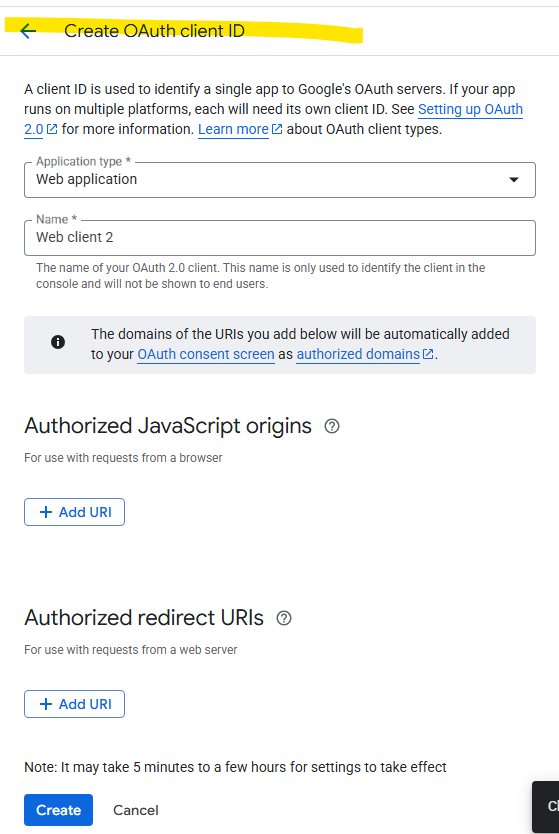 Create OAuth client ID
A client ID is used to identify a single app to Google's OAuth servers. If your app
runs on multiple platforms, each will need its own client ID. See Setting up OAuth
2.0 for more information. Learn more about OAuth client types.
Application type *
Web application
Name *
Web client 2
The name of your OAuth 2.0 client. This name is only used to identify the client in the
console and will not be shown to end users.
The domains of the URIs you add below will be automatically added
to your OAuth consent screen as authorized domains.
Authorized JavaScript origins
For use with requests from a browser
+ Add URI
Authorized redirect URIs
For use with requests from a web server
+ Add URI
Note: It may take 5 minutes to a few hours for settings to take effect
Create Cancel